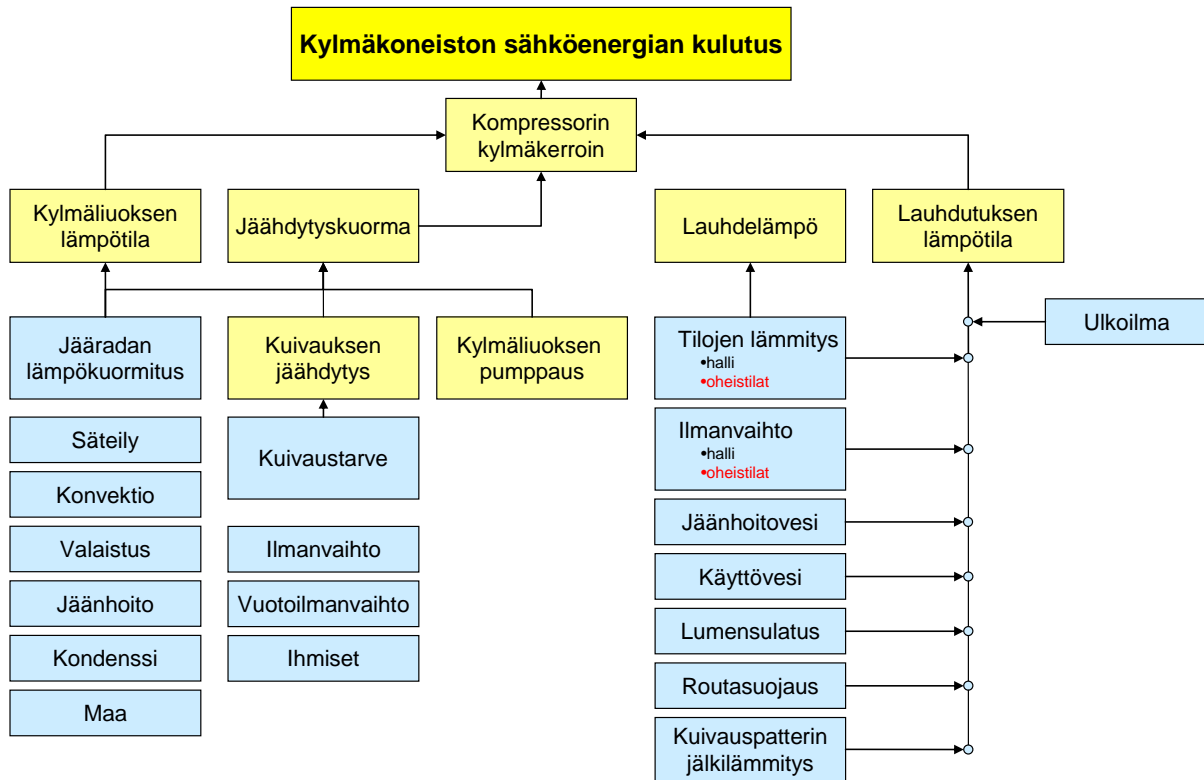 Kylmäkoneiston sähköenergian kulutus
Kompressorin
kylmäkerroin
Kylmäliuoksen
lämpötila
Jäähdytyskuorma
Lauhdelämpö
Lauhdutuksen
lämpötila
Jääradan
lämpökuormitus
Kuivauksen
jäähdytys
Kylmäliuoksen
pumppaus
Tilojen lämmitys
•halli
•oheistilat
Ulkoilma
Säteily
Konvektio
Valaistus
Jäänhoito
Kondenssi
Maa
Kuivaustarve
Ilmanvaihto
Vuotoilmanvaihto
Ihmiset
Ilmanvaihto
•halli
•oheistilat
Jäänhoitovesi
Käyttövesi
Lumensulatus
Routasuojaus
Kuivauspatterin
jälkilämmitys